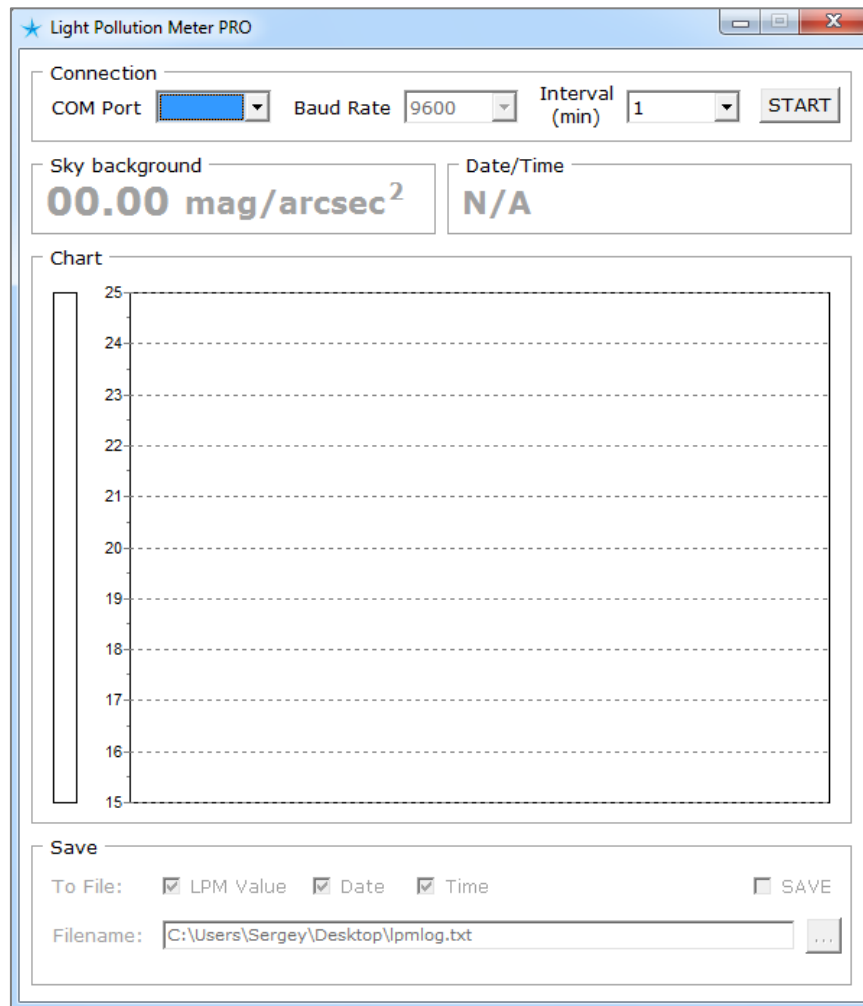 Light Pollution Meter PRO
Connection
COM Port Baud Rate 9600 Interval (min) 1 START
Sky background Date/Time
00.00 mag/arcsec² N/A
Chart
25
24
23
22
21
20
19
18
17
16
15
Save
To File: LPM Value Date Time SAVE
Filename: C:\Users\Sergey\Desktop\lpmlog.txt ...